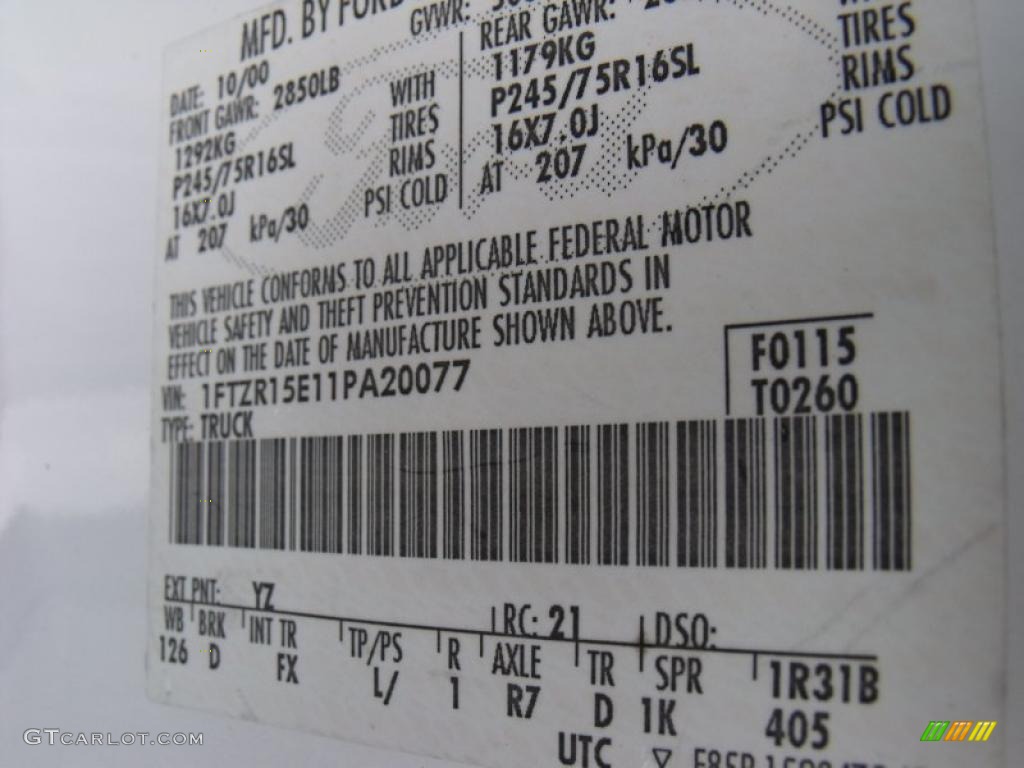 MFD. BY FORD
GVWR:
DATE: 10/00
FRONT GAWR: 2850LB
1292KG WITH
P245/75R16SL TIRES
16X7.0J RIMS
AT 207 kPa/30 PSI COLD
REAR GAWR:
1179KG
P245/75R16SL TIRES
16X7.0J RIMS
AT 207 kPa/30 PSI COLD
THIS VEHICLE CONFORMS TO ALL APPLICABLE FEDERAL MOTOR
VEHICLE SAFETY AND THEFT PREVENTION STANDARDS IN
EFFECT ON THE DATE OF MANUFACTURE SHOWN ABOVE.
VIN: 1FTZR15E11PA20077
TYPE: TRUCK
F0115
T0260
EXT PNT: YZ RC: 21 DSO:
WB BRK INT TR TP/PS R AXLE TR SPR 1R31B
126 D FX L/ 1 R7 D 1K 405
UTC
GTCARLOT.COM